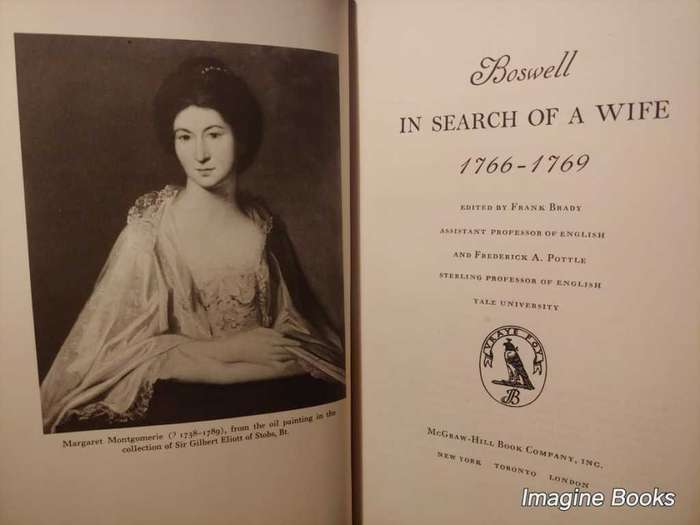 Margaret Montgomerie (? 1738–1789), from the oil painting in the
collection of Sir Gilbert Eliott of Stobs, Bt.
Boswell
IN SEARCH OF A WIFE
1766–1769
EDITED BY FRANK BRADY
ASSISTANT PROFESSOR OF ENGLISH
AND FREDERICK A. POTTLE
STERLING PROFESSOR OF ENGLISH
YALE UNIVERSITY
VRAYE FOY
JB
MCGRAW-HILL BOOK COMPANY, INC.
NEW YORK TORONTO LONDON
Imagine Books